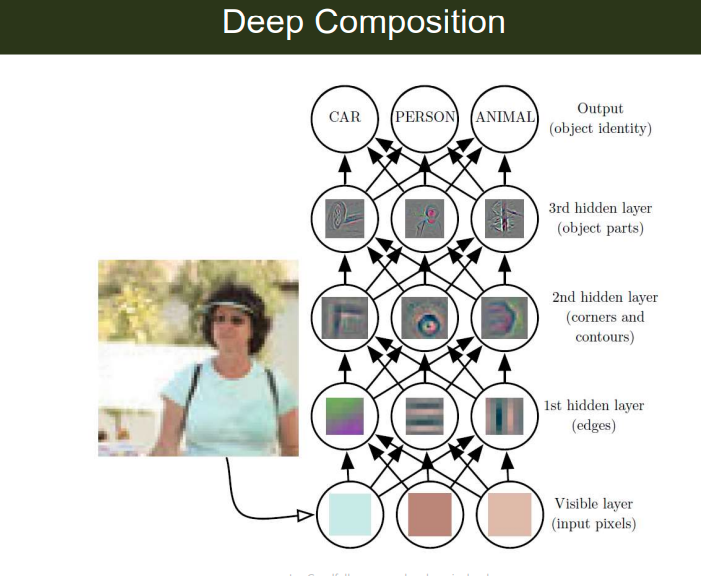 Deep Composition
CAR
PERSON
ANIMAL
Output
(object identity)
3rd hidden layer
(object parts)
2nd hidden layer
(corners and
contours)
1st hidden layer
(edges)
Visible layer
(input pixels)